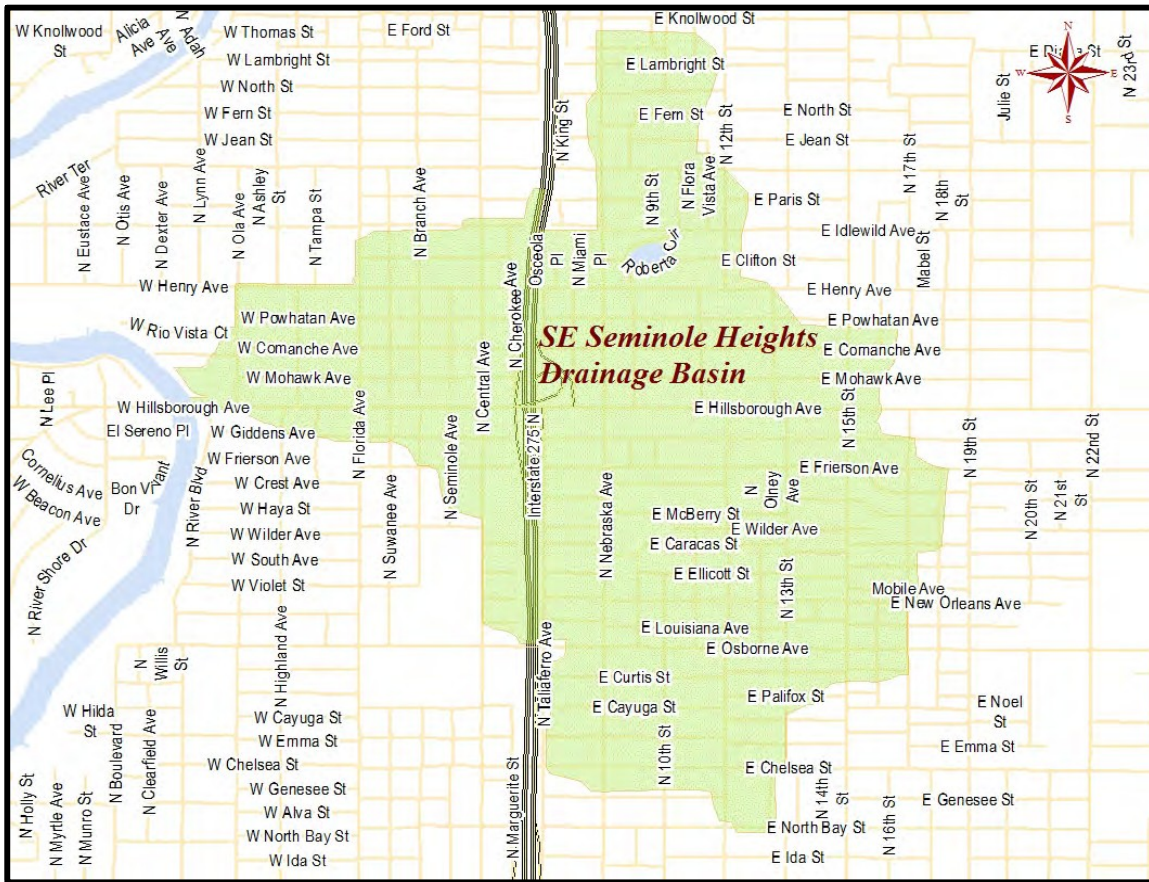 W Knollwood
St
Alicia
Ave
N Adah
Ave
W Thomas St
E Ford St
E Knollwood St
W Lambright St
E Lambright St
N
W
E
S
N 23rd St
W North St
Julie St
W Fern St
E Fern St
E North St
W Jean St
N King St
N 12th St
E Jean St
River Ter
N Eustace Ave
N Otis Ave
N Dexter Ave
N Lynn Ave
N Ola Ave
N Ashley
St
N Tampa St
N Branch Ave
N 9th St
N Flora
Vista Ave
E Paris St
N 17th St
N 18th
St
E Idlewild Ave
Osceola
Pl
N Miami
Pl
Roberta Cir
E Clifton St
Mabel St
W Henry Ave
E Henry Ave
W Rio Vista Ct
W Powhatan Ave
N Cherokee Ave
SE Seminole Heights
Drainage Basin
E Powhatan Ave
W Comanche Ave
E Comanche Ave
W Mohawk Ave
N Central Ave
E Mohawk Ave
N Lee Pl
W Hillsborough Ave
E Hillsborough Ave
N 15th St
El Sereno Pl
W Giddens Ave
N Florida Ave
N Seminole Ave
Interstate 275 N
N 19th St
N 22nd St
Cornelius Ave
W Beacon Ave
Bon Vi
vant
Dr
N River Blvd
W Frierson Ave
E Frierson Ave
W Crest Ave
N
Olney
Ave
N 20th St
N 21st
St
W Haya St
N Suwanee Ave
N Nebraska Ave
E McBerry St
W Wilder Ave
E Wilder Ave
E Caracas St
N River Shore Dr
W South Ave
E Ellicott St
N 13th St
W Violet St
Mobile Ave
E New Orleans Ave
E Louisiana Ave
N
Willis
St
N Highland Ave
E Osborne Ave
N Taliaferro Ave
E Curtis St
W Hilda
St
E Cayuga St
E Palifox St
E Noel
St
W Cayuga St
N Boulevard
N Clearfield Ave
W Emma St
N 10th St
E Emma St
W Chelsea St
E Chelsea St
N Holly St
N Myrtle Ave
N Munro St
W Genesee St
N Marguerite St
N 14th
St
E Genesee St
W Alva St
W North Bay St
E North Bay St
N 16th St
W Ida St
E Ida St